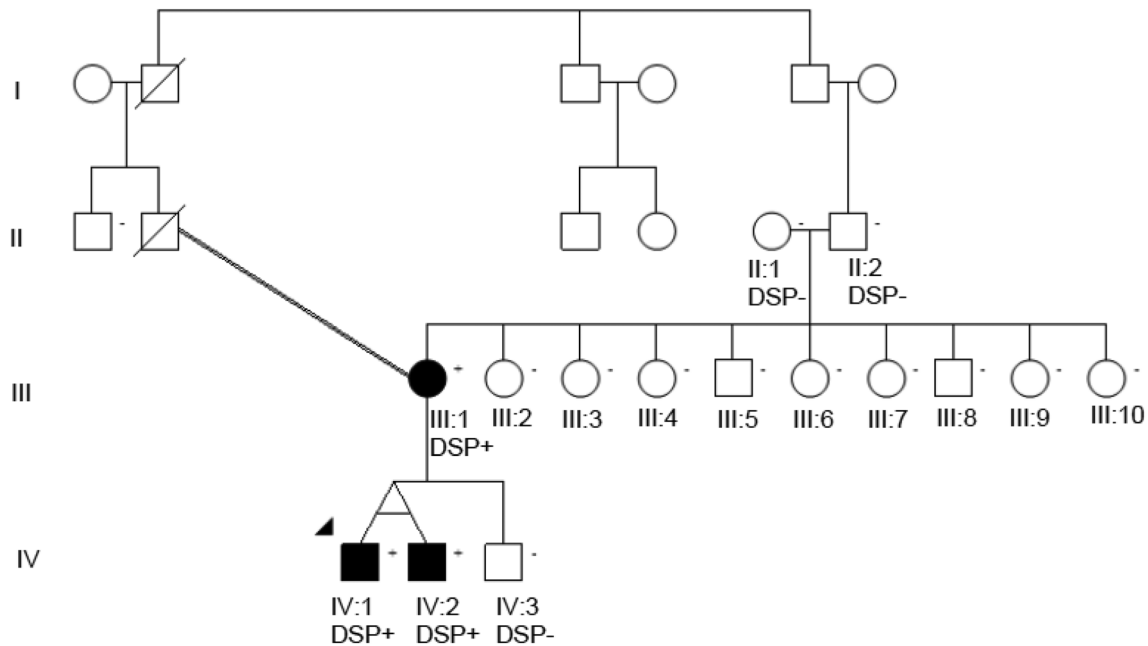 I
II
- - -
II:1 II:2
DSP- DSP-
III
+ - - - - - - - - -
III:1 III:2 III:3 III:4 III:5 III:6 III:7 III:8 III:9 III:10
DSP+
IV
+ + -
IV:1 IV:2 IV:3
DSP+ DSP+ DSP-